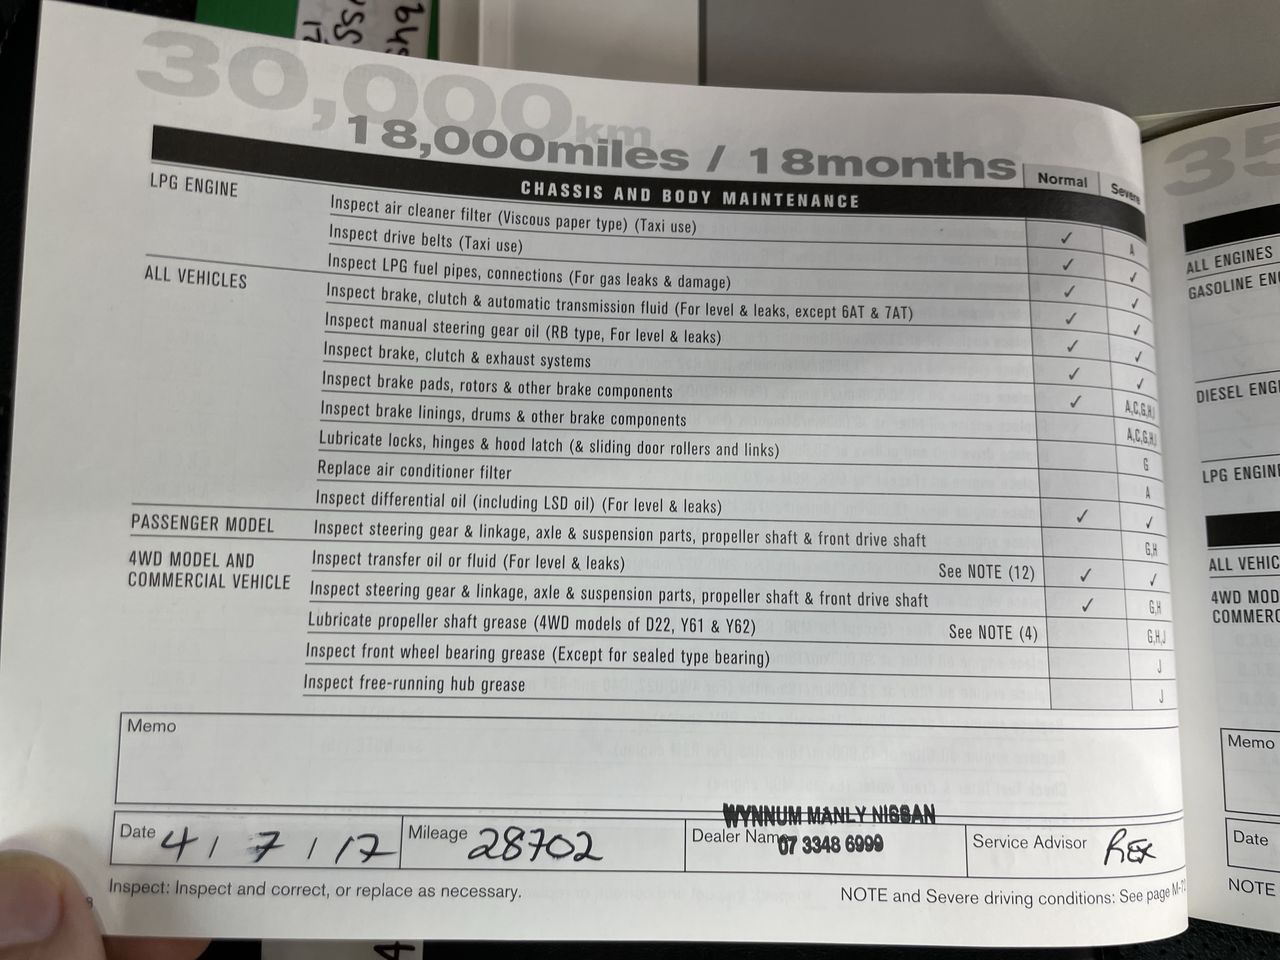 30,000km
18,000miles / 18months
Normal Severe
CHASSIS AND BODY MAINTENANCE
LPG ENGINE
Inspect air cleaner filter (Viscous paper type) (Taxi use) ✓ A
Inspect drive belts (Taxi use) ✓ ✓
Inspect LPG fuel pipes, connections (For gas leaks & damage) ✓ ✓
ALL VEHICLES
Inspect brake, clutch & automatic transmission fluid (For level & leaks, except 6AT & 7AT) ✓ ✓
Inspect manual steering gear oil (RB type, For level & leaks) ✓ ✓
Inspect brake, clutch & exhaust systems ✓ ✓
Inspect brake pads, rotors & other brake components ✓ A,C,G,H,I
Inspect brake linings, drums & other brake components A,C,G,H,I
Lubricate locks, hinges & hood latch (& sliding door rollers and links) G
Replace air conditioner filter A
Inspect differential oil (including LSD oil) (For level & leaks) ✓ ✓
PASSENGER MODEL Inspect steering gear & linkage, axle & suspension parts, propeller shaft & front drive shaft G,H
4WD MODEL AND
COMMERCIAL VEHICLE
Inspect transfer oil or fluid (For level & leaks) See NOTE (12) ✓ ✓
Inspect steering gear & linkage, axle & suspension parts, propeller shaft & front drive shaft ✓ G,H
Lubricate propeller shaft grease (4WD models of D22, Y61 & Y62) See NOTE (4) G,H,J
Inspect front wheel bearing grease (Except for sealed type bearing) J
Inspect free-running hub grease J
Memo
WYNNUM MANLY NISSAN
07 3348 6999
Date 4 / 7 / 17 Mileage 28702 Dealer Name Service Advisor REX
Inspect: Inspect and correct, or replace as necessary.
NOTE and Severe driving conditions: See page M-
35
ALL ENGINES
GASOLINE
DIESEL
LPG
ALL
4WD
Memo
Date
NOTE